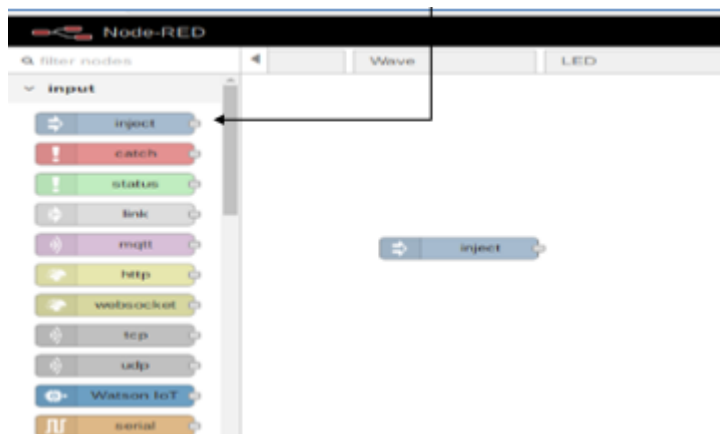 Node-RED
filter nodes
Wave
LED
input
inject
catch
status
link
mqtt
inject
http
websocket
tcp
udp
Watson IoT
serial